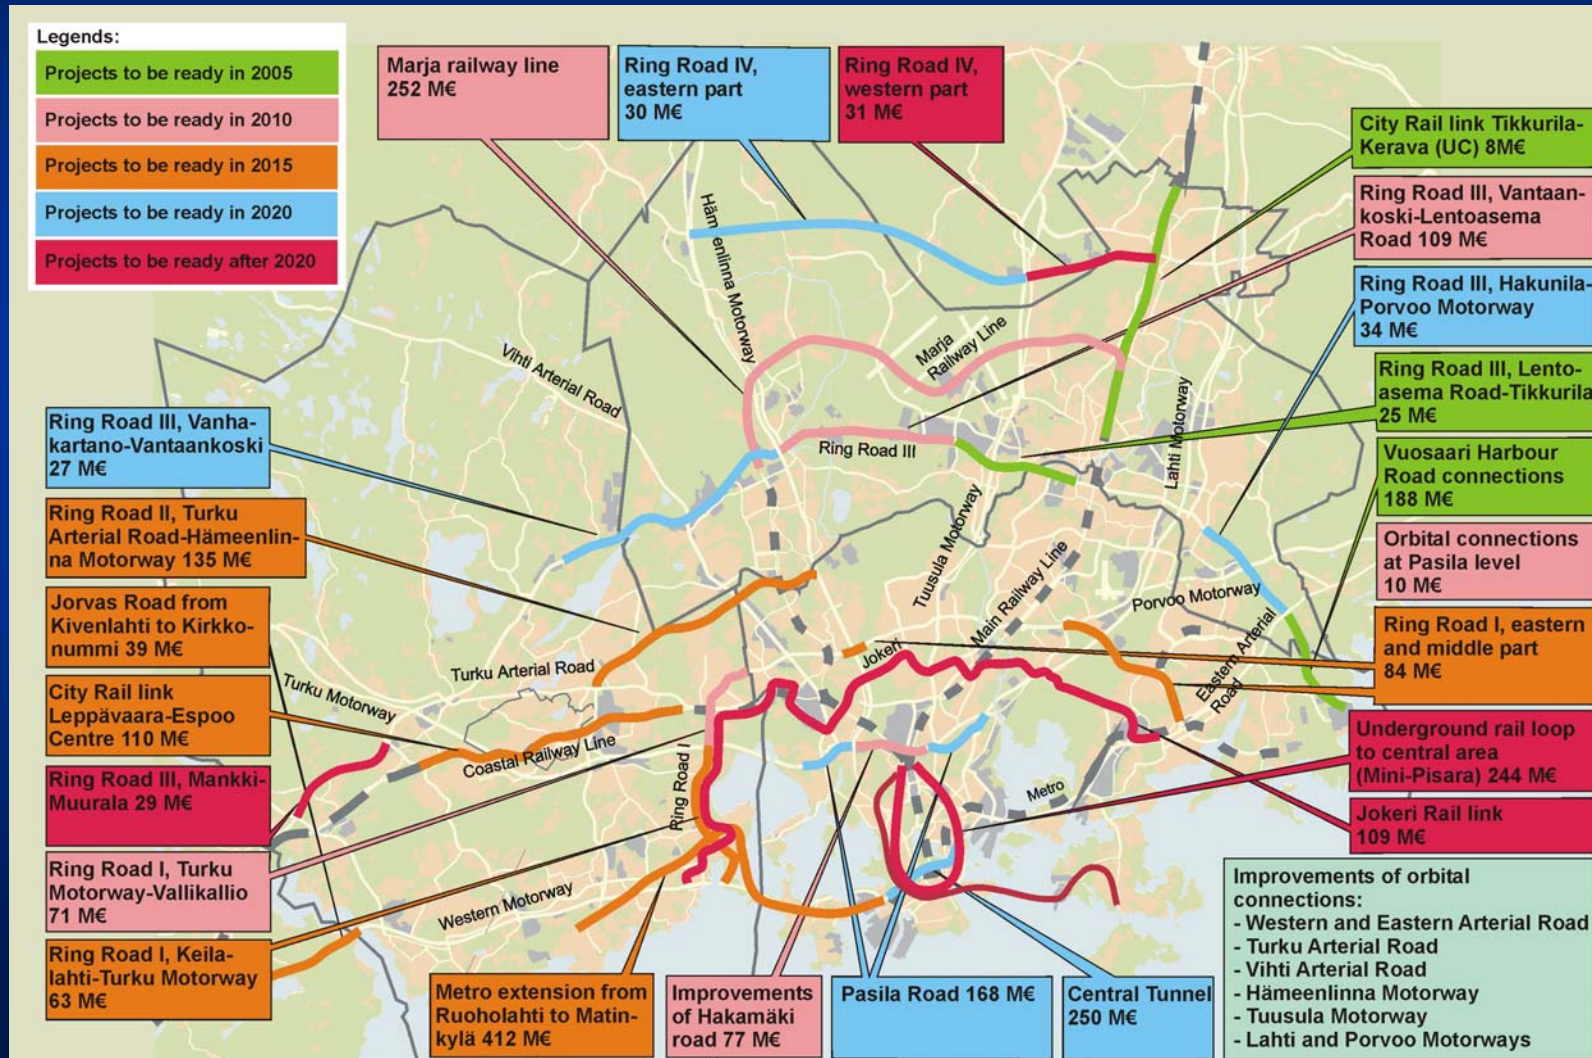 Legends:
Projects to be ready in 2005
Projects to be ready in 2010
Projects to be ready in 2015
Projects to be ready in 2020
Projects to be ready after 2020
Marja railway line
252 M€
Ring Road IV,
eastern part
30 M€
Ring Road IV,
western part
31 M€
City Rail link Tikkurila-
Kerava (UC) 8M€
Ring Road III, Vantaan-
koski-Lentoasema
Road 109 M€
Ring Road III, Hakunila-
Porvoo Motorway
34 M€
Ring Road III, Lento-
asema Road-Tikkurila
25 M€
Vuosaari Harbour
Road connections
188 M€
Orbital connections
at Pasila level
10 M€
Ring Road I, eastern
and middle part
84 M€
Underground rail loop
to central area
(Mini-Pisara) 244 M€
Jokeri Rail link
109 M€
Improvements of orbital
connections:
- Western and Eastern Arterial Road
- Turku Arterial Road
- Vihti Arterial Road
- Hämeenlinna Motorway
- Tuusula Motorway
- Lahti and Porvoo Motorways
Ring Road III, Vanha-
kartano-Vantaankoski
27 M€
Ring Road II, Turku
Arterial Road-Hämeenlin-
na Motorway 135 M€
Jorvas Road from
Kivenlahti to Kirkko-
nummi 39 M€
City Rail link
Leppävaara-Espoo
Centre 110 M€
Ring Road III, Mankki-
Muurala 29 M€
Ring Road I, Turku
Motorway-Vallikallio
71 M€
Ring Road I, Keila-
lahti-Turku Motorway
63 M€
Metro extension from
Ruoholahti to Matin-
kylä 412 M€
Improvements
of Hakamäki
road 77 M€
Pasila Road 168 M€
Central Tunnel
250 M€
Hämeenlinna Motorway
Vihti Arterial Road
Marja
Railway Line
Ring Road III
Lahti Motorway
Tuusula Motorway
Main Railway Line
Porvoo Motorway
Eastern Arterial
Road
Jokeri
Turku Arterial Road
Turku Motorway
Coastal Railway Line
Ring Road I
Metro
Western Motorway